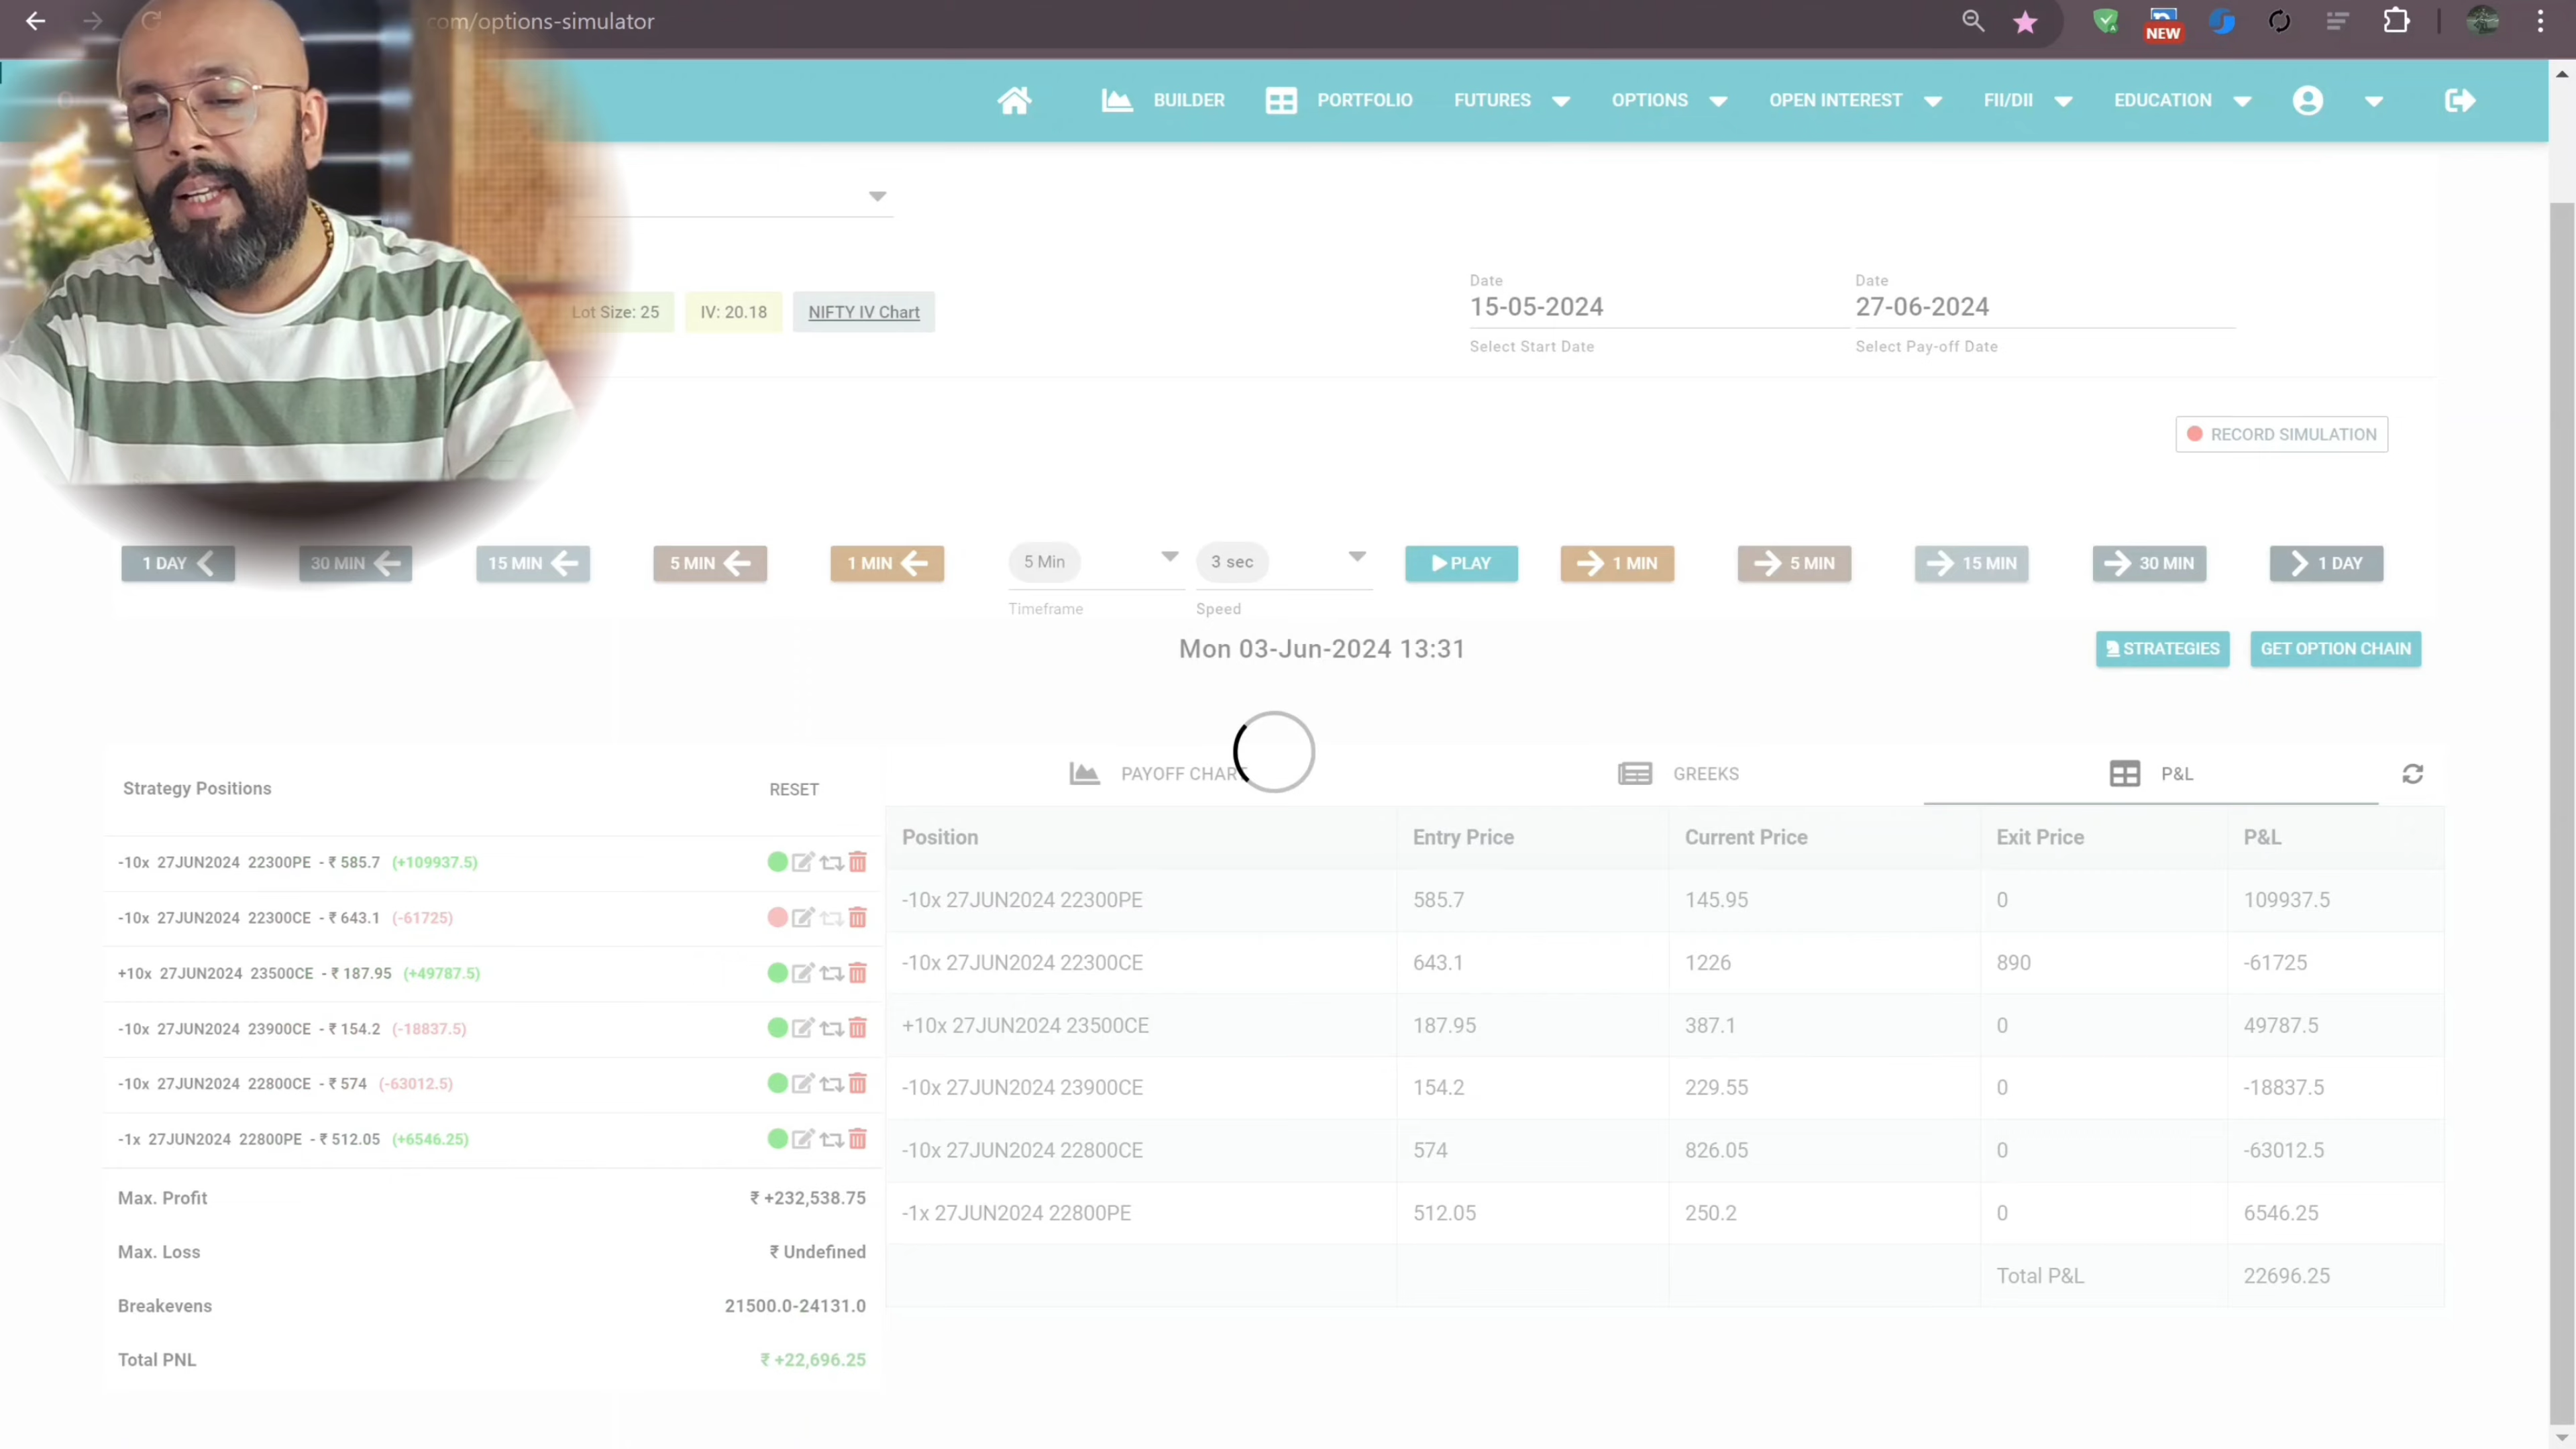 com/options-simulator
NEW
BUILDER PORTFOLIO FUTURES OPTIONS OPEN INTEREST FII/DII EDUCATION
Lot Size: 25 IV: 20.18 NIFTY IV Chart
Date Date
15-05-2024 27-06-2024
Select Start Date Select Pay-off Date
RECORD SIMULATION
1 DAY 30 MIN 15 MIN 5 MIN 1 MIN 5 Min 3 sec PLAY 1 MIN 5 MIN 15 MIN 30 MIN 1 DAY
Timeframe Speed
Mon 03-Jun-2024 13:31 STRATEGIES GET OPTION CHAIN
Strategy Positions RESET
-10x 27JUN2024 22300PE - ₹ 585.7 (+109937.5)
-10x 27JUN2024 22300CE - ₹ 643.1 (-61725)
+10x 27JUN2024 23500CE - ₹ 187.95 (+49787.5)
-10x 27JUN2024 23900CE - ₹ 154.2 (-18837.5)
-10x 27JUN2024 22800CE - ₹ 574 (-63012.5)
-1x 27JUN2024 22800PE - ₹ 512.05 (+6546.25)
Max. Profit ₹ +232,538.75
Max. Loss ₹ Undefined
Breakevens 21500.0-24131.0
Total PNL ₹ +22,696.25
PAYOFF CHART GREEKS P&L
Position Entry Price Current Price Exit Price P&L
-10x 27JUN2024 22300PE 585.7 145.95 0 109937.5
-10x 27JUN2024 22300CE 643.1 1226 890 -61725
+10x 27JUN2024 23500CE 187.95 387.1 0 49787.5
-10x 27JUN2024 23900CE 154.2 229.55 0 -18837.5
-10x 27JUN2024 22800CE 574 826.05 0 -63012.5
-1x 27JUN2024 22800PE 512.05 250.2 0 6546.25
Total P&L 22696.25